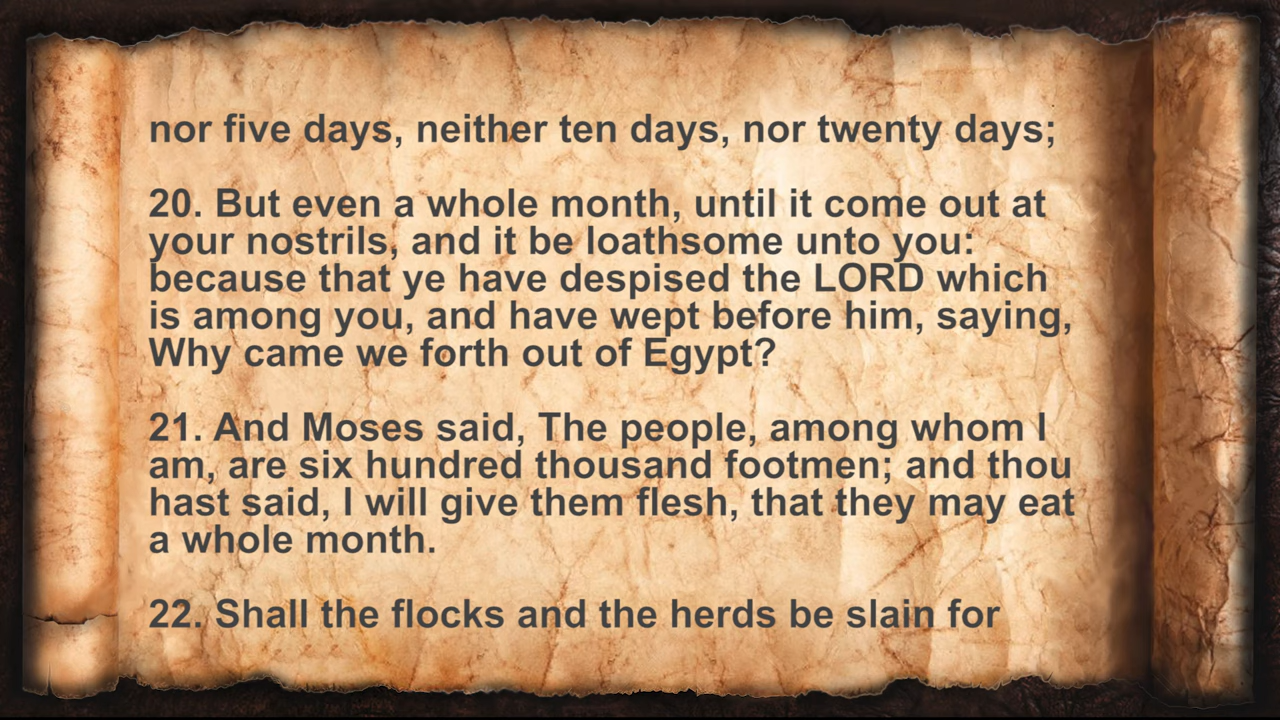 nor five days, neither ten days, nor twenty days;
20. But even a whole month, until it come out at
your nostrils, and it be loathsome unto you:
because that ye have despised the LORD which
is among you, and have wept before him, saying,
Why came we forth out of Egypt?
21. And Moses said, The people, among whom I
am, are six hundred thousand footmen; and thou
hast said, I will give them flesh, that they may eat
a whole month.
22. Shall the flocks and the herds be slain for